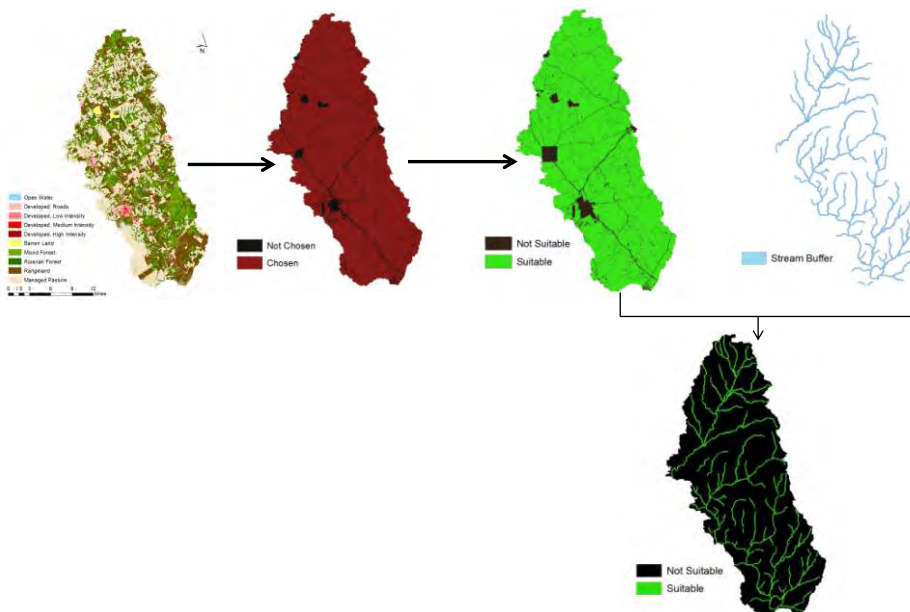 N
Open Water
Developed, Roads
Developed, Low Intensity
Developed, Medium Intensity
Developed, High Intensity
Barren Land
Mixed Forest
Riparian Forest
Rangeland
Managed Pasture
Miles
Not Chosen
Chosen
Not Suitable
Suitable
Stream Buffer
Not Suitable
Suitable